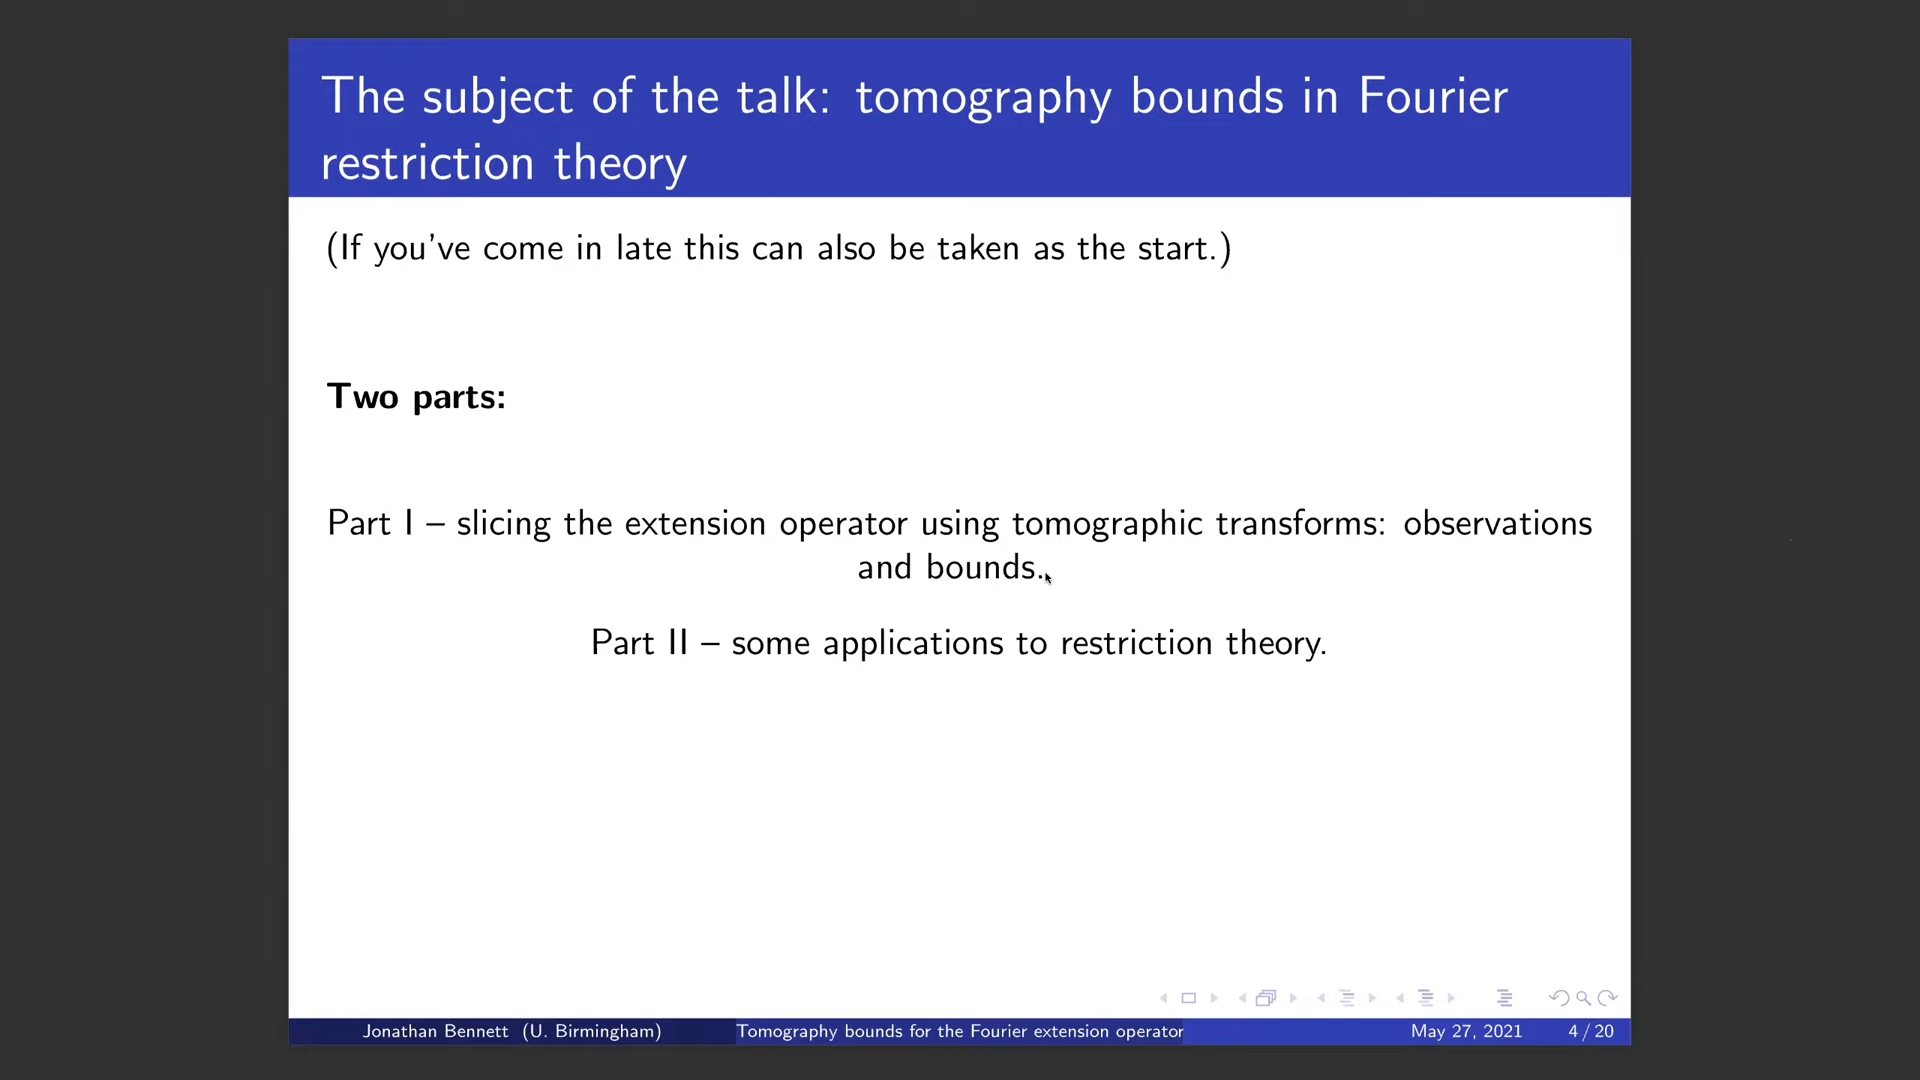 The subject of the talk: tomography bounds in Fourier
restriction theory
(If you've come in late this can also be taken as the start.)
Two parts:
Part I – slicing the extension operator using tomographic transforms: observations
and bounds.
Part II – some applications to restriction theory.
Jonathan Bennett (U. Birmingham) Tomography bounds for the Fourier extension operator May 27, 2021 4 / 20